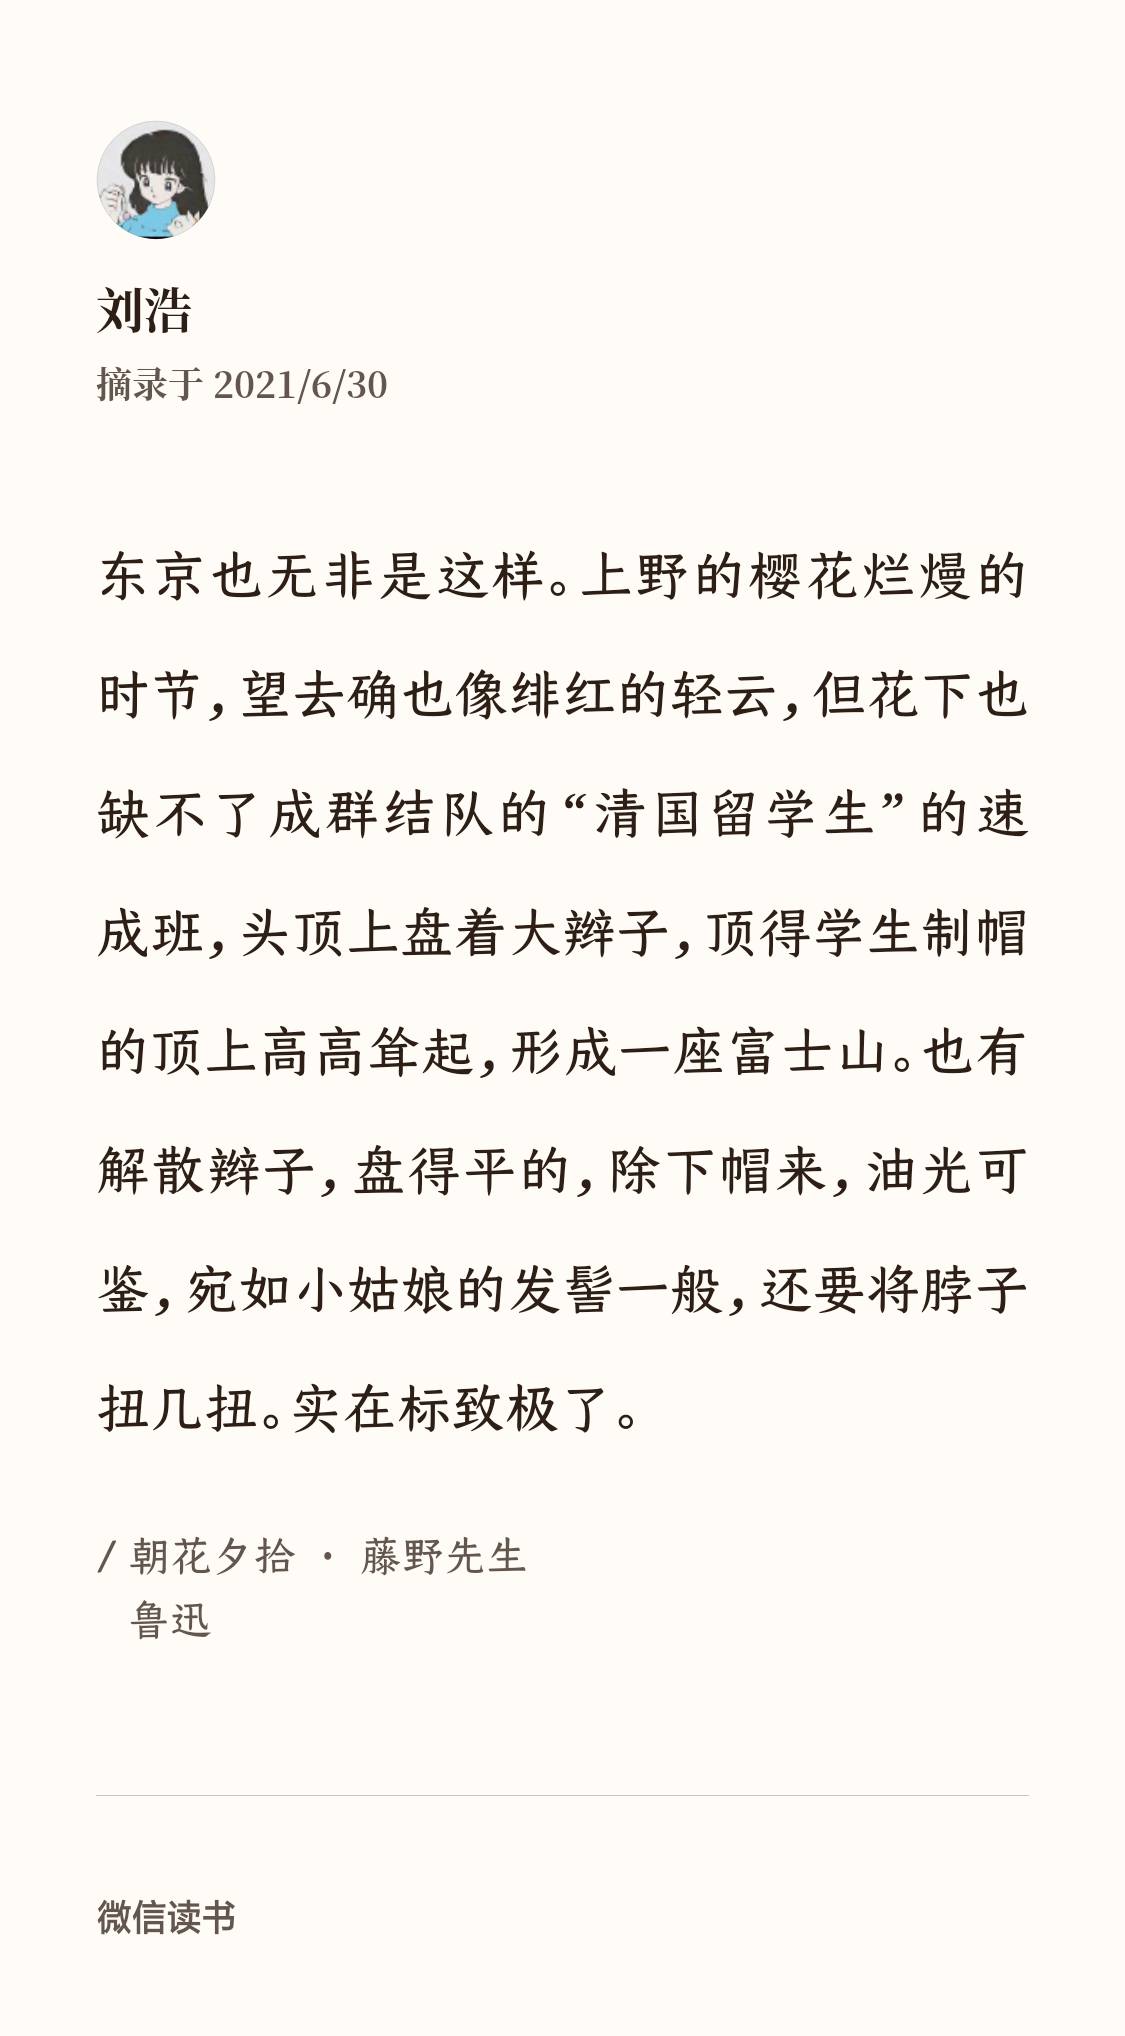 刘浩
摘录于 2021/6/30
东京也无非是这样。上野的樱花烂熳的
时节，望去确也像绯红的轻云，但花下也
缺不了成群结队的“清国留学生”的速
成班，头顶上盘着大辫子，顶得学生制帽
的顶上高高耸起，形成一座富士山。也有
解散辫子，盘得平的，除下帽来，油光可
鉴，宛如小姑娘的发髻一般，还要将脖子
扭几扭。实在标致极了。
/ 朝花夕拾 · 藤野先生
鲁迅
微信读书